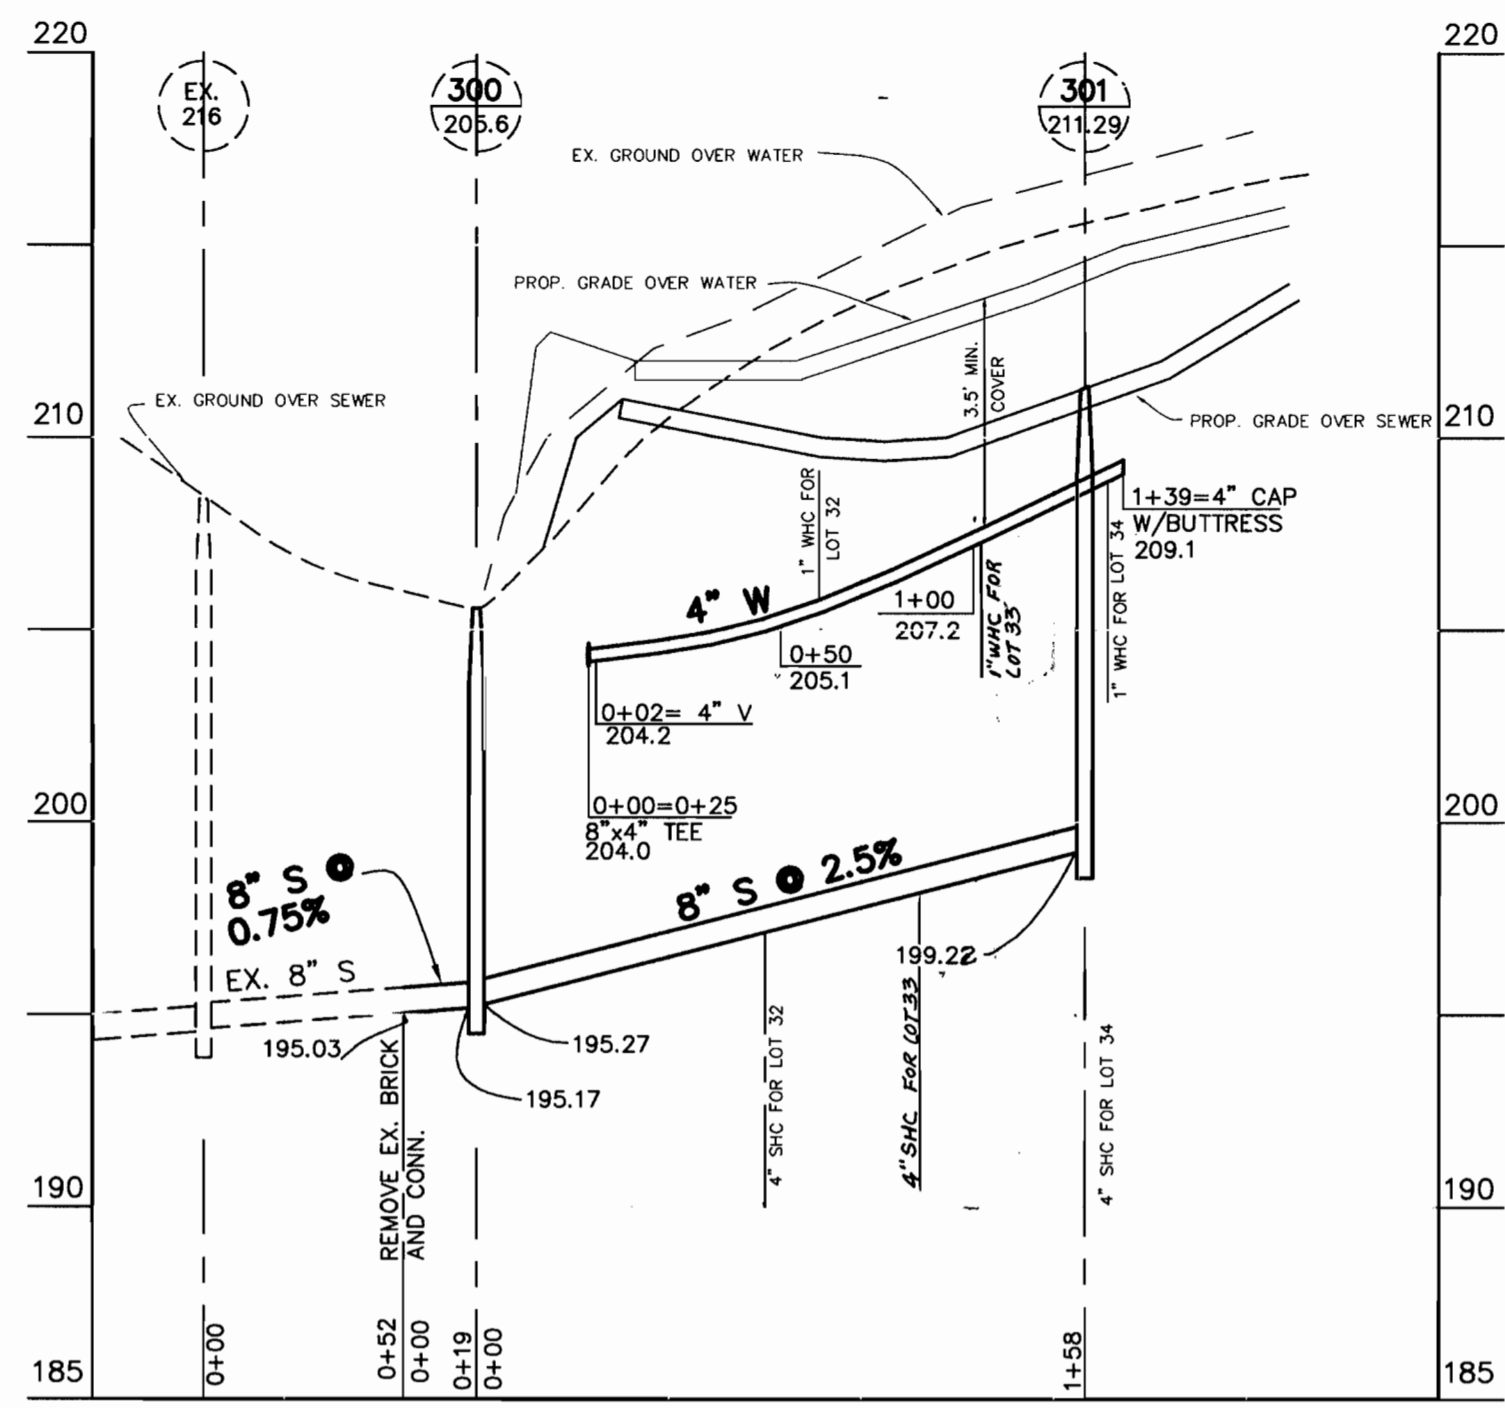 220
220
EX.
216
300
205.6
301
211.29
EX. GROUND OVER WATER
PROP. GRADE OVER WATER
3.5' MIN.
COVER
EX. GROUND OVER SEWER
210
210
PROP. GRADE OVER SEWER
1" WHC FOR
LOT 32
1+39=4" CAP
W/BUTTRESS
209.1
1" WHC FOR LOT 34
4" W
1+00
207.2
1" WHC FOR
LOT 33
0+50
205.1
0+02= 4" V
204.2
0+00=0+25
8"x4" TEE
204.0
200
200
8" S @
0.75%
8" S @ 2.5%
EX. 8" S
199.22
195.03
195.27
195.17
REMOVE EX. BRICK
AND CONN.
4" SHC FOR LOT 32
4" SHC FOR LOT 33
4" SHC FOR LOT 34
190
190
0+00
0+52
0+00
0+19
0+00
1+58
185
185